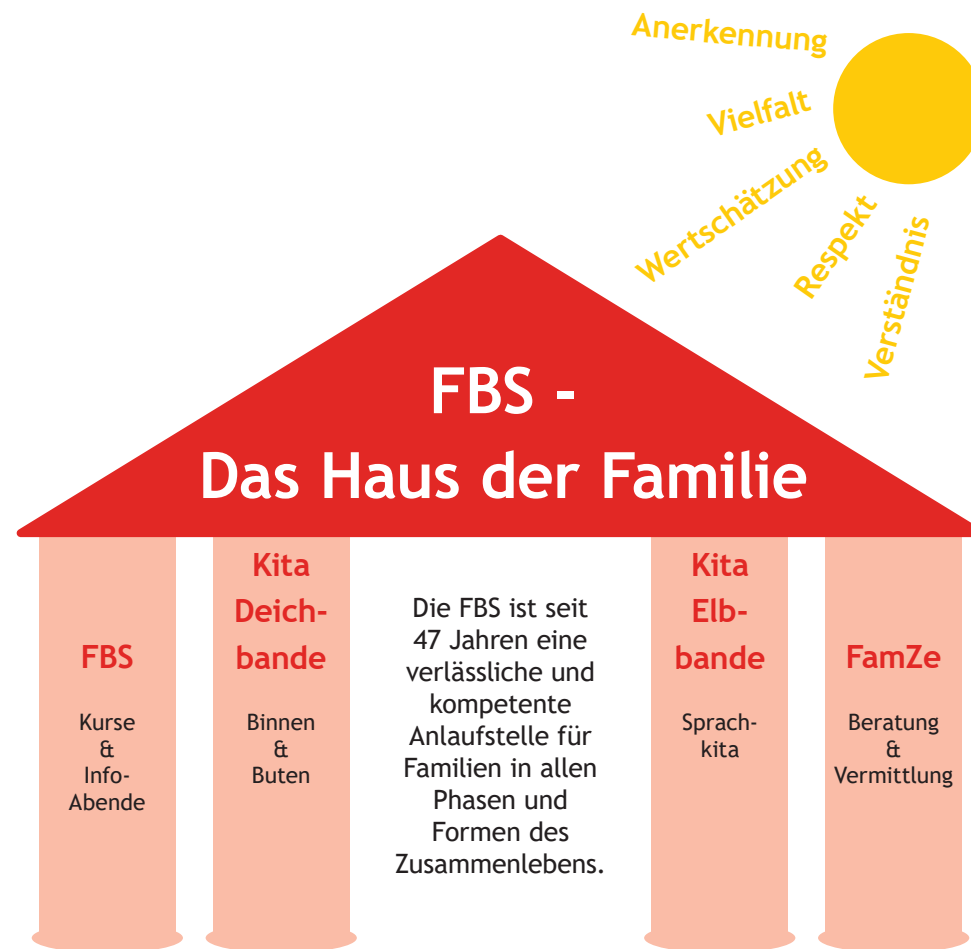 Anerkennung
Vielfalt
Wertschätzung
Respekt
Verständnis
FBS -
Das Haus der Familie
FBS
Kurse
&
Info-
Abende
Kita
Deich-
bande
Binnen
&
Buten
Die FBS ist seit
47 Jahren eine
verlässliche und
kompetente
Anlaufstelle für
Familien in allen
Phasen und
Formen des
Zusammenlebens.
Kita
Elb-
bande
Sprach-
kita
FamZe
Beratung
&
Vermittlung